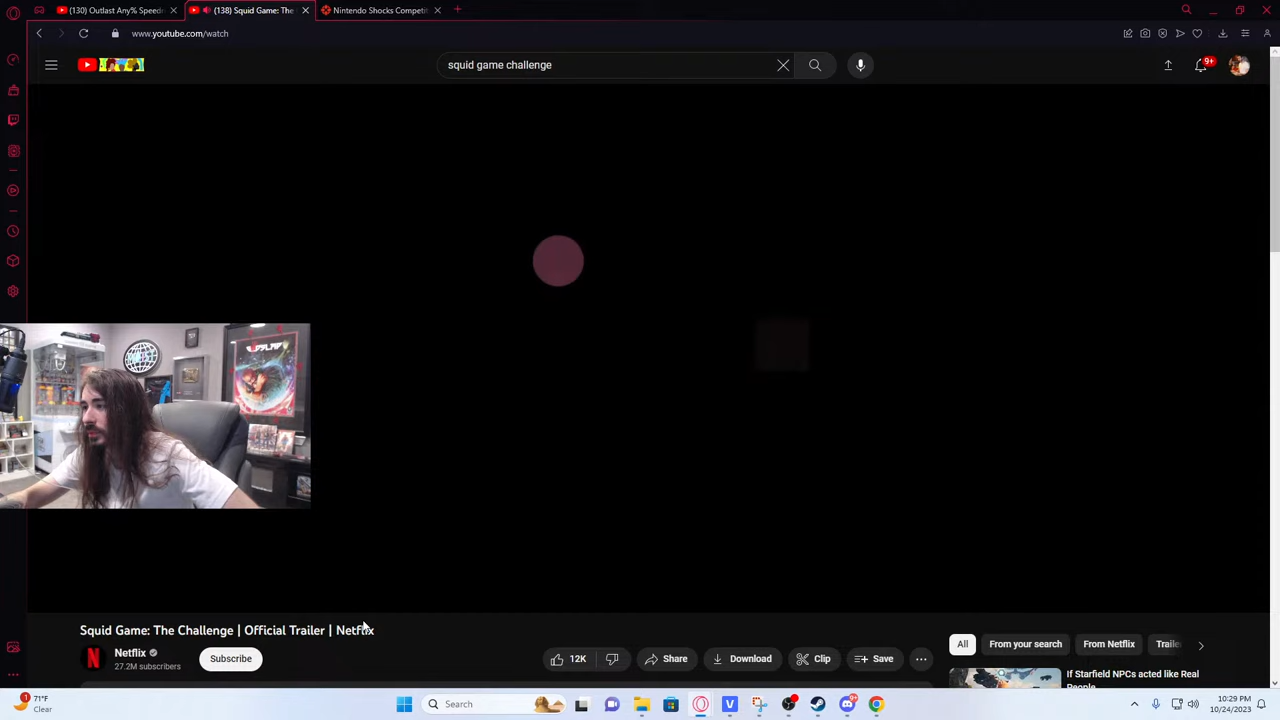 (130) Outlast Any% Speedr
(138) Squid Game: The
Nintendo Shocks Competit
www.youtube.com/watch
squid game challenge
9+
Squid Game: The Challenge | Official Trailer | Netflix
Netflix
27.2M subscribers
Subscribe
12K
Share
Download
Clip
Save
All
From your search
From Netflix
Traile
If Starfield NPCs acted like Real
People
71°F
Clear
Search
10:29 PM
10/24/2023